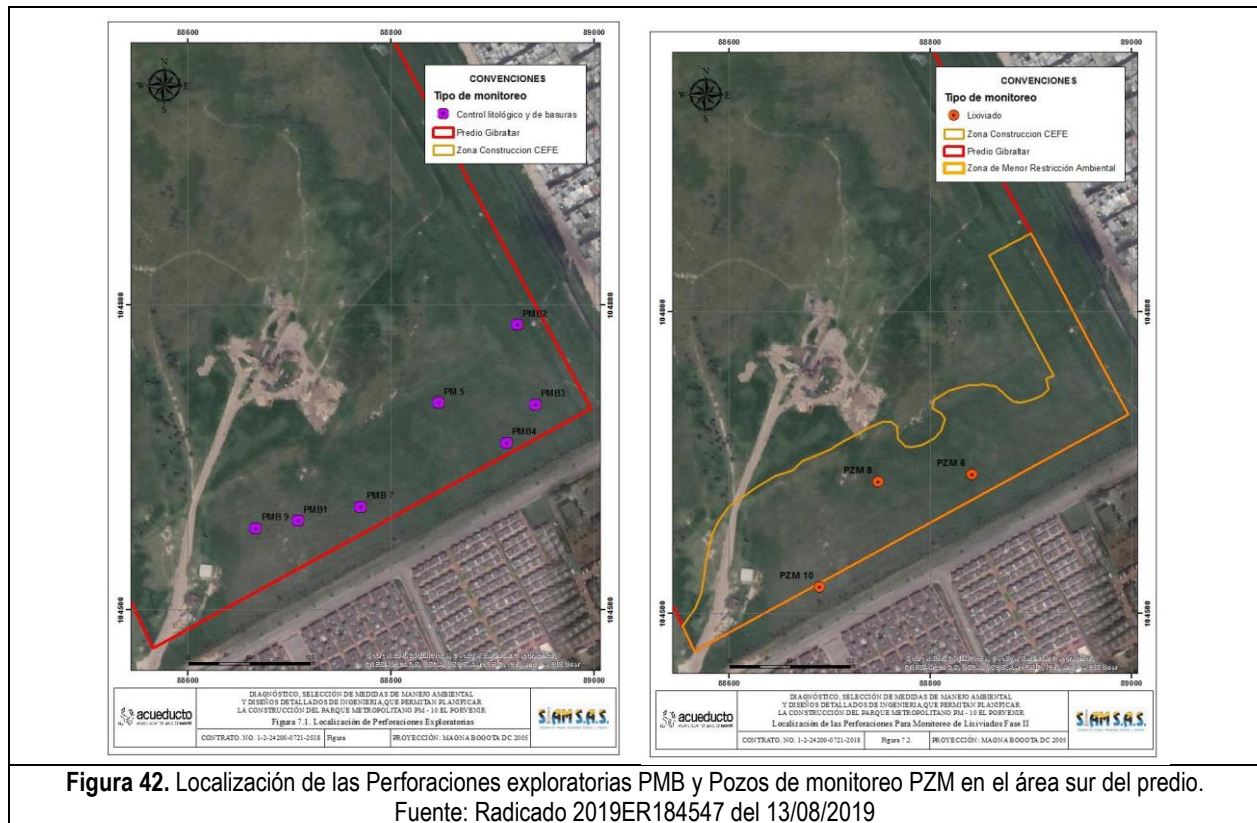 88600
88800
89000
N
W
E
S
CONVENCIONES
Tipo de monitoreo
Control litológico y de basuras
Predio Gibraltar
Zona Construccion CEFE
104800
104800
PMB2
PM 5
PMB3
PMB4
PMB 7
PMB1
PMB 9
104500
104500
88600
88800
89000
acueducto
DIAGNÓSTICO, SELECCIÓN DE MEDIDAS DE MANEJO AMBIENTAL
Y DISEÑOS DETALLADOS DE INGENIERIA,QUE PERMITAN PLANIFICAR
LA CONSTRUCCIÓN DEL PARQUE METROPOLITANO PM - 10 EL PORVENIR
Figura 7.1. Localización de Perforaciones Exploratorias
CONTRATO. NO. 1-2-24200-0721-2018
Figura
PROYECCIÓN: MAGNA BOGOTA DC 2005
SIAM S.A.S.
88600
88800
89000
N
W
E
S
CONVENCIONES
Tipo de monitoreo
Lixiviado
Zona Construccion CEFE
Predio Gibraltar
Zona de Menor Restricción Ambiental
104800
104800
PZM 8
PZM 6
PZM 10
104500
104500
88600
88800
89000
acueducto
DIAGNÓSTICO, SELECCIÓN DE MEDIDAS DE MANEJO AMBIENTAL
Y DISEÑOS DETALLADOS DE INGENIERIA,QUE PERMITAN PLANIFICAR
LA CONSTRUCCIÓN DEL PARQUE METROPOLITANO PM - 10 EL PORVENIR
Localización de las Perforaciones Para Monitoreo de Lixiviados Fase II
CONTRATO. NO. 1-2-24200-0721-2018
Figura 7.2.
PROYECCIÓN: MAGNA BOGOTA DC 2005
SIAM S.A.S.
Figura 42. Localización de las Perforaciones exploratorias PMB y Pozos de monitoreo PZM en el área sur del predio.
Fuente: Radicado 2019ER184547 del 13/08/2019